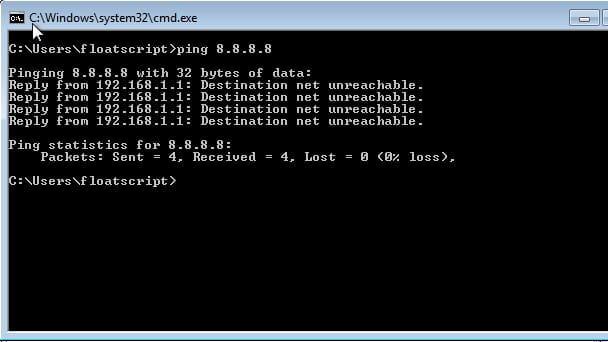 C:\Windows\system32\cmd.exe
C:\Users\floatscript>ping 8.8.8.8
Pinging 8.8.8.8 with 32 bytes of data:
Reply from 192.168.1.1: Destination net unreachable.
Reply from 192.168.1.1: Destination net unreachable.
Reply from 192.168.1.1: Destination net unreachable.
Reply from 192.168.1.1: Destination net unreachable.
Ping statistics for 8.8.8.8:
    Packets: Sent = 4, Received = 4, Lost = 0 (0% loss),
C:\Users\floatscript>